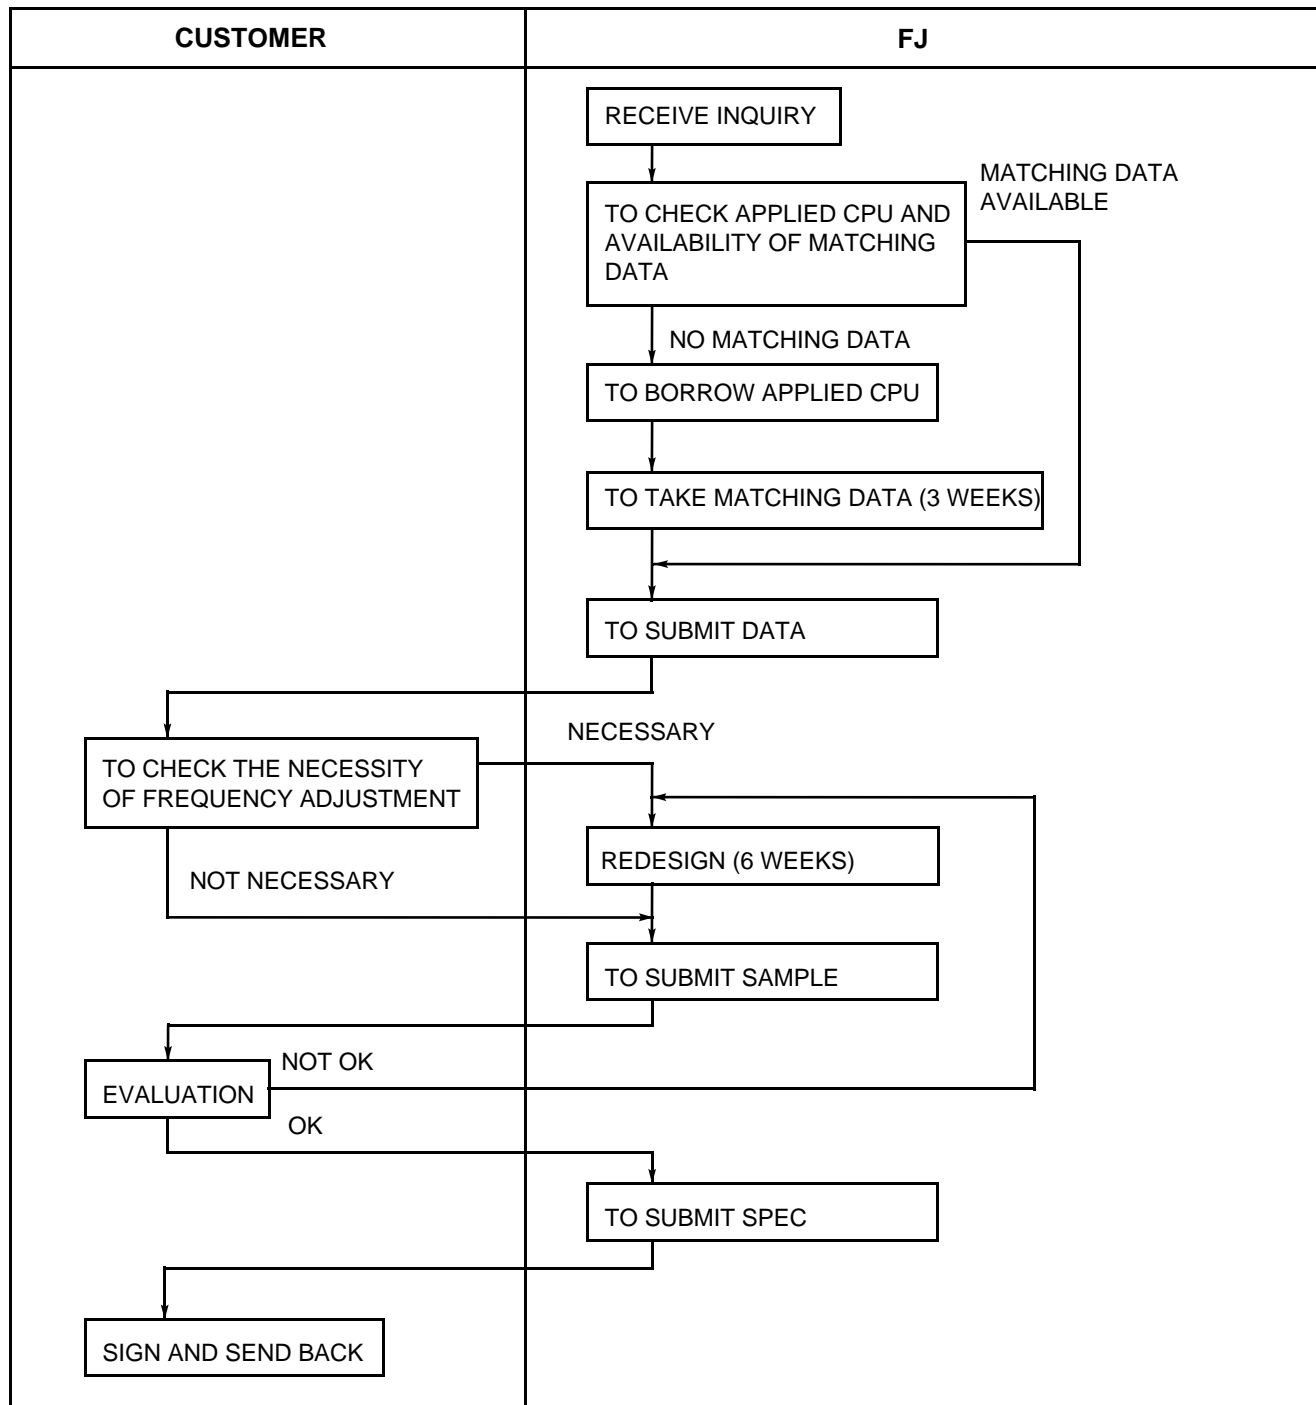 CUSTOMER
FJ
RECEIVE INQUIRY
MATCHING DATA
AVAILABLE
TO CHECK APPLIED CPU AND
AVAILABILITY OF MATCHING
DATA
NO MATCHING DATA
TO BORROW APPLIED CPU
TO TAKE MATCHING DATA (3 WEEKS)
TO SUBMIT DATA
NECESSARY
TO CHECK THE NECESSITY
OF FREQUENCY ADJUSTMENT
REDESIGN (6 WEEKS)
NOT NECESSARY
TO SUBMIT SAMPLE
NOT OK
EVALUATION
OK
TO SUBMIT SPEC
SIGN AND SEND BACK